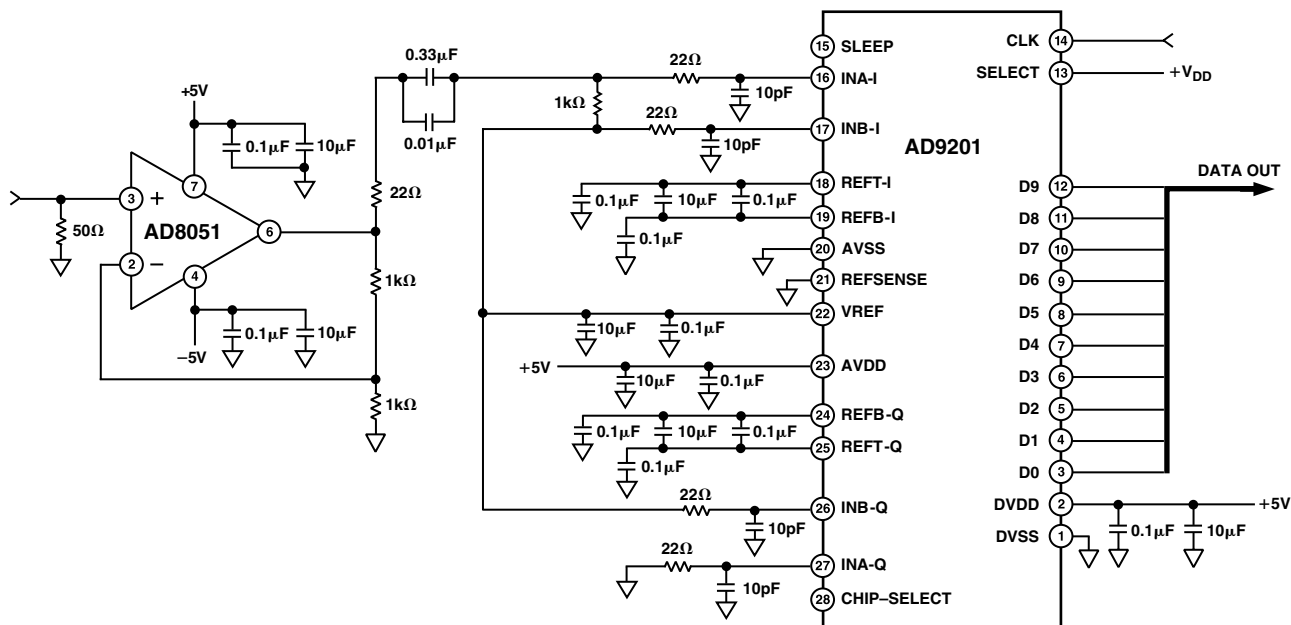 15 SLEEP
CLK 14
0.33µF
22Ω
16 INA-I
SELECT 13 +VDD
+5V
10pF
1kΩ
22Ω
0.1µF 10µF
0.01µF
10pF
17 INB-I
AD9201
7
DATA OUT
3 +
22Ω
0.1µF 10µF 0.1µF
18 REFT-I
D9 12
50Ω
AD8051
6
0.1µF
19 REFB-I
D8 11
2 −
4
20 AVSS
D7 10
1kΩ
21 REFSENSE
D6 9
22 VREF
D5 8
0.1µF 10µF
10µF 0.1µF
−5V
D4 7
+5V
23 AVDD
D3 6
10µF 0.1µF
1kΩ
24 REFB-Q
D2 5
0.1µF 10µF 0.1µF
25 REFT-Q
D1 4
0.1µF
D0 3
22Ω
26 INB-Q
DVDD 2 +5V
10pF
0.1µF 10µF
DVSS 1
22Ω
27 INA-Q
10pF
28 CHIP–SELECT